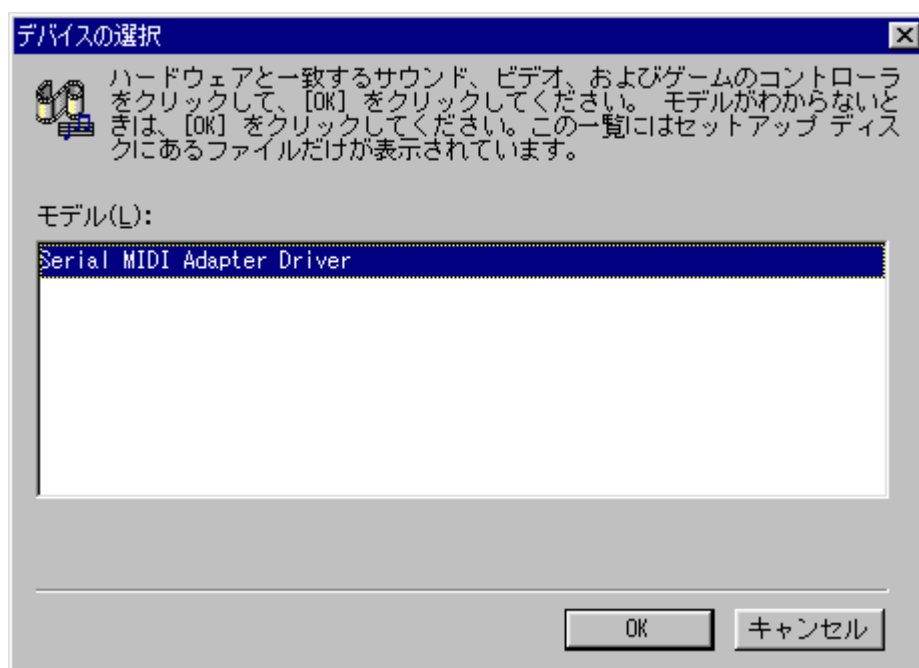 デバイスの選択
ハードウェアと一致するサウンド、ビデオ、およびゲームのコントローラ
をクリックして、[OK] をクリックしてください。 モデルがわからないと
きは、[OK] をクリックしてください。この一覧にはセットアップ ディス
クにあるファイルだけが表示されています。
モデル(L):
Serial MIDI Adapter Driver
OK
キャンセル